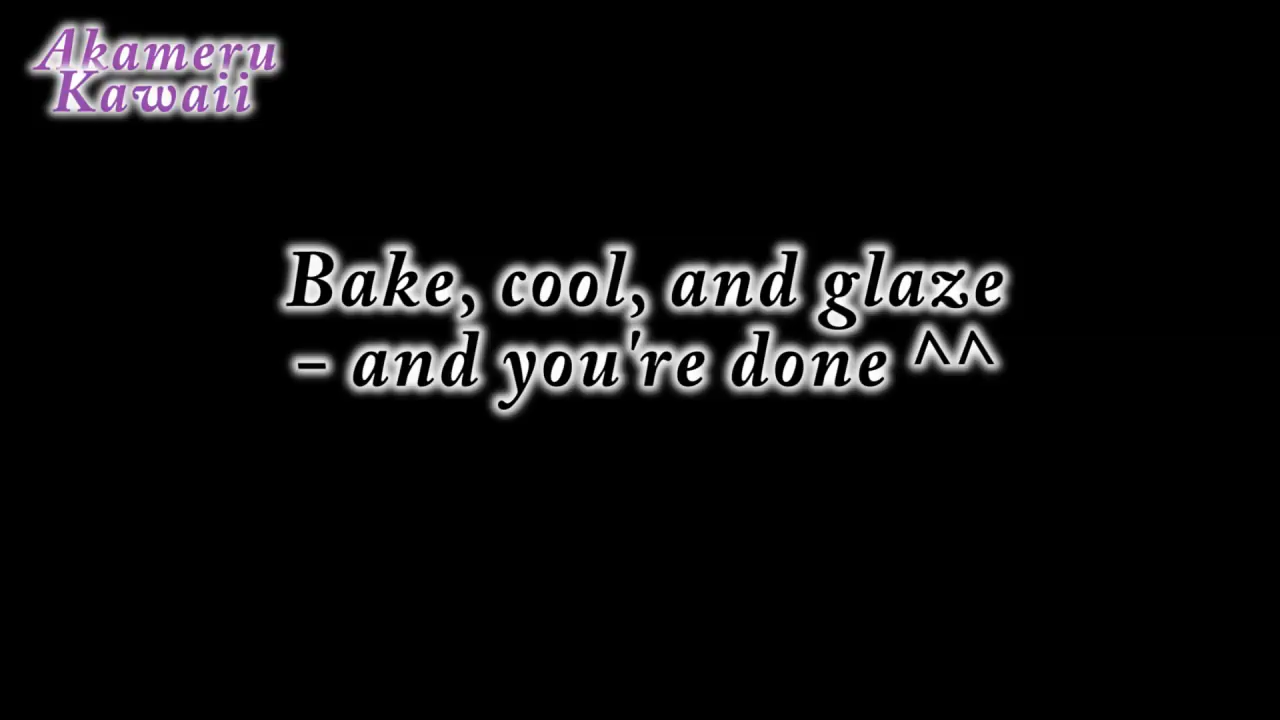 Akameru
Kawaii
Bake, cool, and glaze
- and you're done ^^